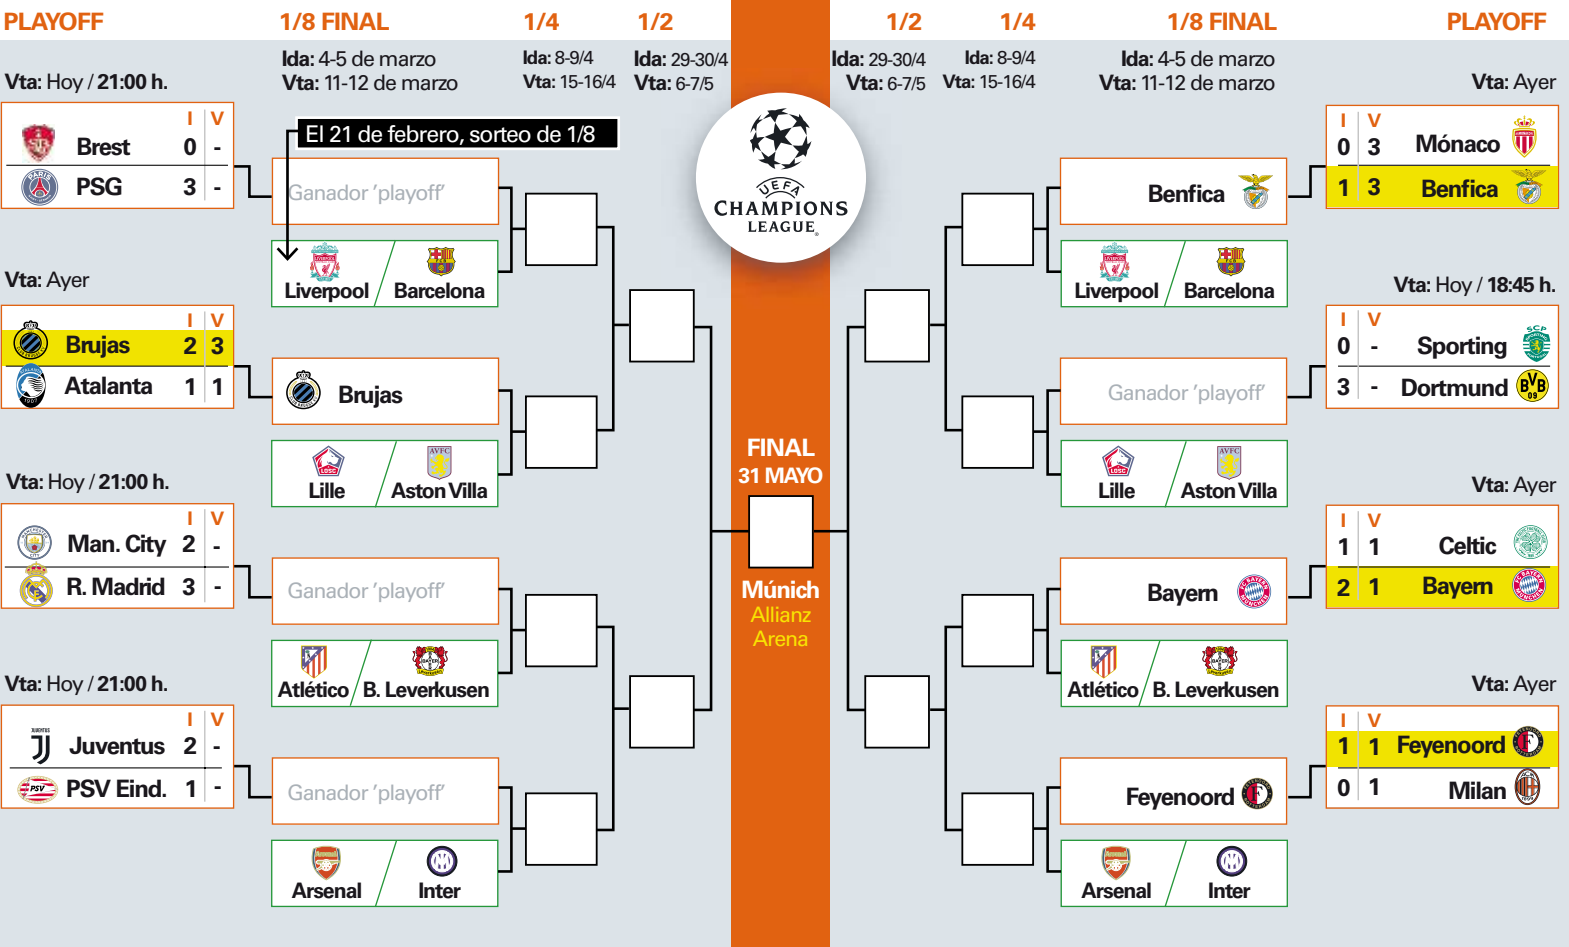 PLAYOFF
1/8 FINAL
1/4
1/2
1/2
1/4
1/8 FINAL
PLAYOFF
Vta: Hoy / 21:00 h.
Ida: 4-5 de marzo
Vta: 11-12 de marzo
Ida: 8-9/4
Vta: 15-16/4
Ida: 29-30/4
Vta: 6-7/5
Ida: 29-30/4
Vta: 6-7/5
Ida: 8-9/4
Vta: 15-16/4
Ida: 4-5 de marzo
Vta: 11-12 de marzo
Vta: Ayer
El 21 de febrero, sorteo de 1/8
I V
Brest 0 -
PSG 3 -
Ganador 'playoff'
Liverpool / Barcelona
Vta: Ayer
I V
Brujas 2 3
Atalanta 1 1
Brujas
Lille / Aston Villa
Vta: Hoy / 21:00 h.
I V
Man. City 2 -
R. Madrid 3 -
Ganador 'playoff'
Atlético / B. Leverkusen
Vta: Hoy / 21:00 h.
I V
Juventus 2 -
PSV Eind. 1 -
Ganador 'playoff'
Arsenal / Inter
UEFA
CHAMPIONS
LEAGUE
FINAL
31 MAYO
Múnich
Allianz
Arena
I V
0 3 Mónaco
1 3 Benfica
Benfica
Liverpool / Barcelona
Vta: Hoy / 18:45 h.
I V
0 - Sporting
3 - Dortmund
Ganador 'playoff'
Lille / Aston Villa
Vta: Ayer
I V
1 1 Celtic
2 1 Bayern
Bayern
Atlético / B. Leverkusen
Vta: Ayer
I V
1 1 Feyenoord
0 1 Milan
Feyenoord
Arsenal / Inter